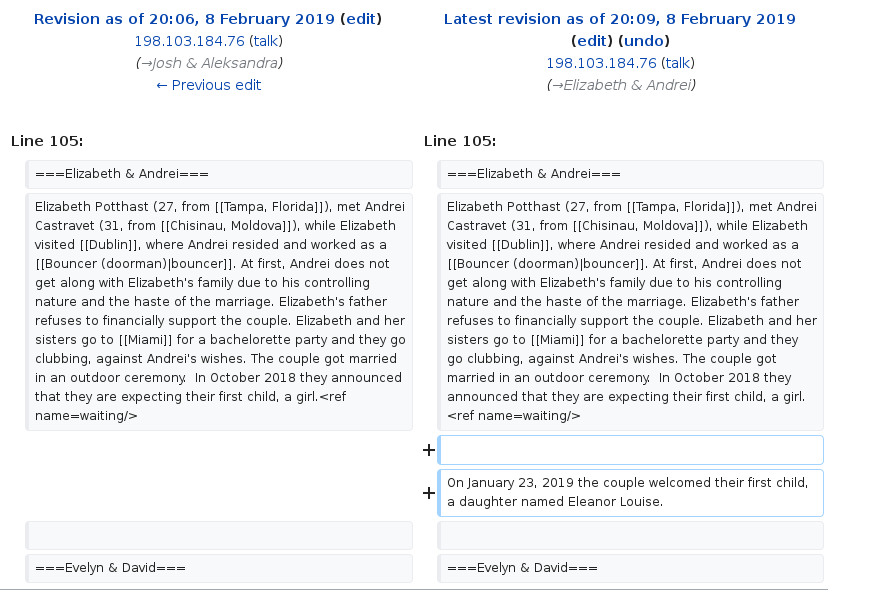 Revision as of 20:06, 8 February 2019 (edit)
198.103.184.76 (talk)
(→Josh & Aleksandra)
← Previous edit
Latest revision as of 20:09, 8 February 2019
(edit) (undo)
198.103.184.76 (talk)
(→Elizabeth & Andrei)
Line 105:
Line 105:
===Elizabeth & Andrei===
===Elizabeth & Andrei===
Elizabeth Potthast (27, from [[Tampa, Florida]]), met Andrei
Castravet (31, from [[Chisinau, Moldova]]), while Elizabeth
visited [[Dublin]], where Andrei resided and worked as a
[[Bouncer (doorman)|bouncer]]. At first, Andrei does not
get along with Elizabeth's family due to his controlling
nature and the haste of the marriage. Elizabeth's father
refuses to financially support the couple. Elizabeth and her
sisters go to [[Miami]] for a bachelorette party and they go
clubbing, against Andrei's wishes. The couple got married
in an outdoor ceremony.  In October 2018 they announced
that they are expecting their first child, a girl.<ref
name=waiting/>
Elizabeth Potthast (27, from [[Tampa, Florida]]), met Andrei
Castravet (31, from [[Chisinau, Moldova]]), while Elizabeth
visited [[Dublin]], where Andrei resided and worked as a
[[Bouncer (doorman)|bouncer]]. At first, Andrei does not
get along with Elizabeth's family due to his controlling
nature and the haste of the marriage. Elizabeth's father
refuses to financially support the couple. Elizabeth and her
sisters go to [[Miami]] for a bachelorette party and they
go clubbing, against Andrei's wishes. The couple got
married in an outdoor ceremony.  In October 2018 they
announced that they are expecting their first child, a girl.
<ref name=waiting/>
+
+
On January 23, 2019 the couple welcomed their first child,
a daughter named Eleanor Louise.
===Evelyn & David===
===Evelyn & David===